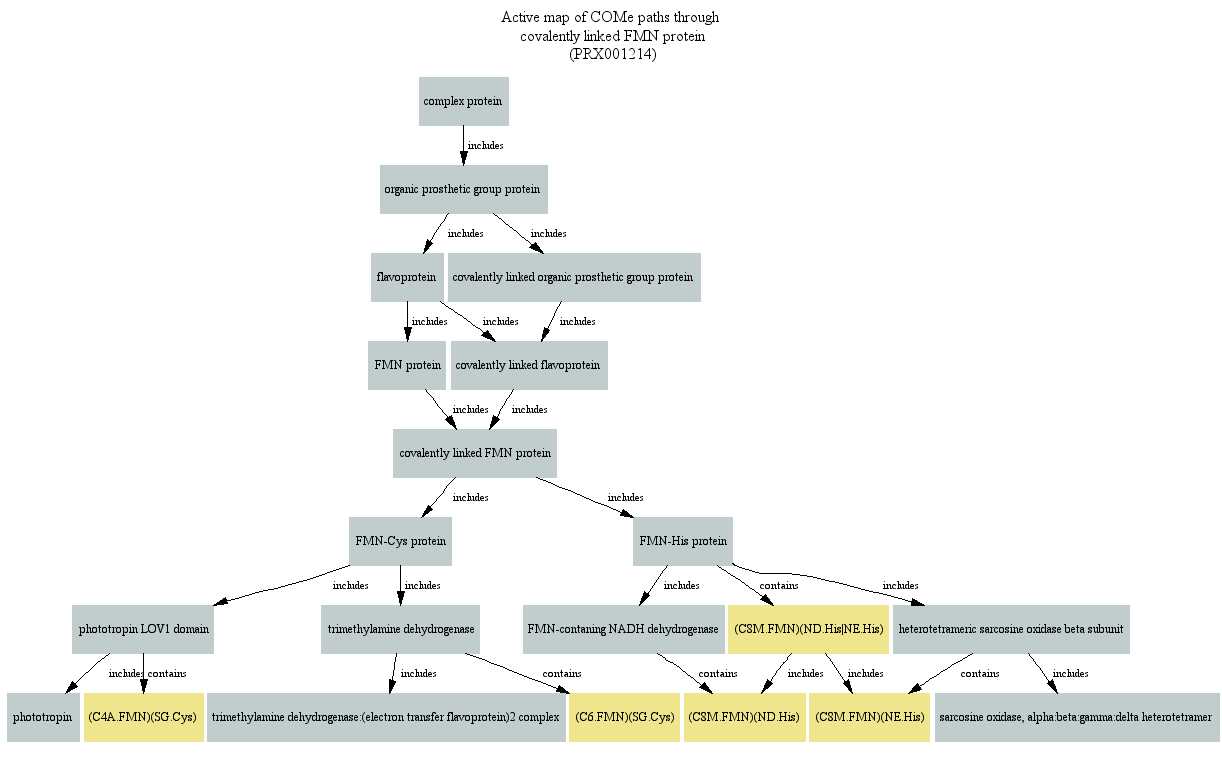 Active map of COMe paths through
covalently linked FMN protein
(PRX001214)
complex protein
includes
organic prosthetic group protein
includes
includes
flavoprotein
covalently linked organic prosthetic group protein
includes
includes
includes
FMN protein
covalently linked flavoprotein
includes
includes
covalently linked FMN protein
includes
includes
FMN-Cys protein
FMN-His protein
includes
includes
includes
contains
includes
phototropin LOV1 domain
trimethylamine dehydrogenase
FMN-contaning NADH dehydrogenase
(C8M.FMN)(ND.His|NE.His)
heterotetrameric sarcosine oxidase beta subunit
includes
contains
includes
contains
contains
includes
includes
contains
includes
phototropin
(C4A.FMN)(SG.Cys)
trimethylamine dehydrogenase:(electron transfer flavoprotein)2 complex
(C6.FMN)(SG.Cys)
(C8M.FMN)(ND.His)
(C8M.FMN)(NE.His)
sarcosine oxidase, alpha:beta:gamma:delta heterotetramer